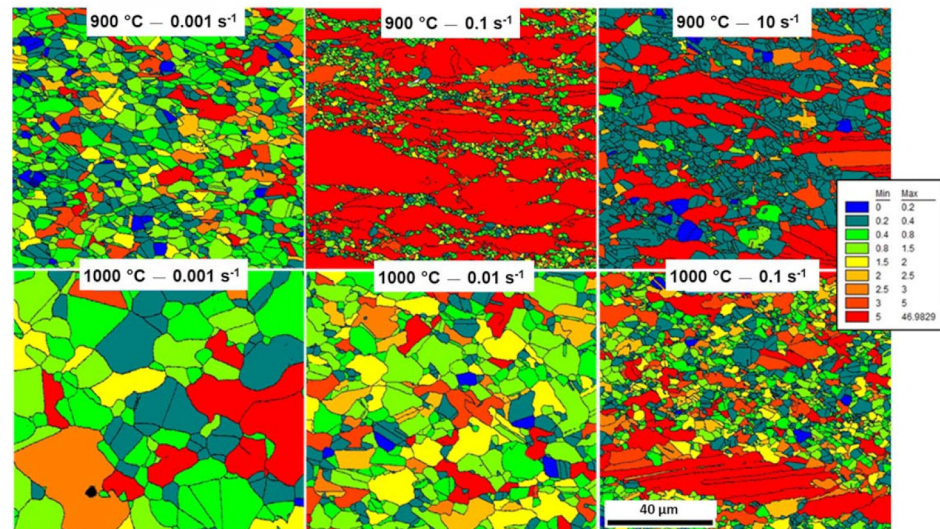 900 °C — 0.001 s⁻¹
900 °C — 0.1 s⁻¹
900 °C — 10 s⁻¹
Min Max
0 0.2
0.2 0.4
0.4 0.8
0.8 1.5
1.5 2
2 2.5
2.5 3
3 5
5 46.9829
1000 °C — 0.001 s⁻¹
1000 °C — 0.01 s⁻¹
1000 °C — 0.1 s⁻¹
40 µm